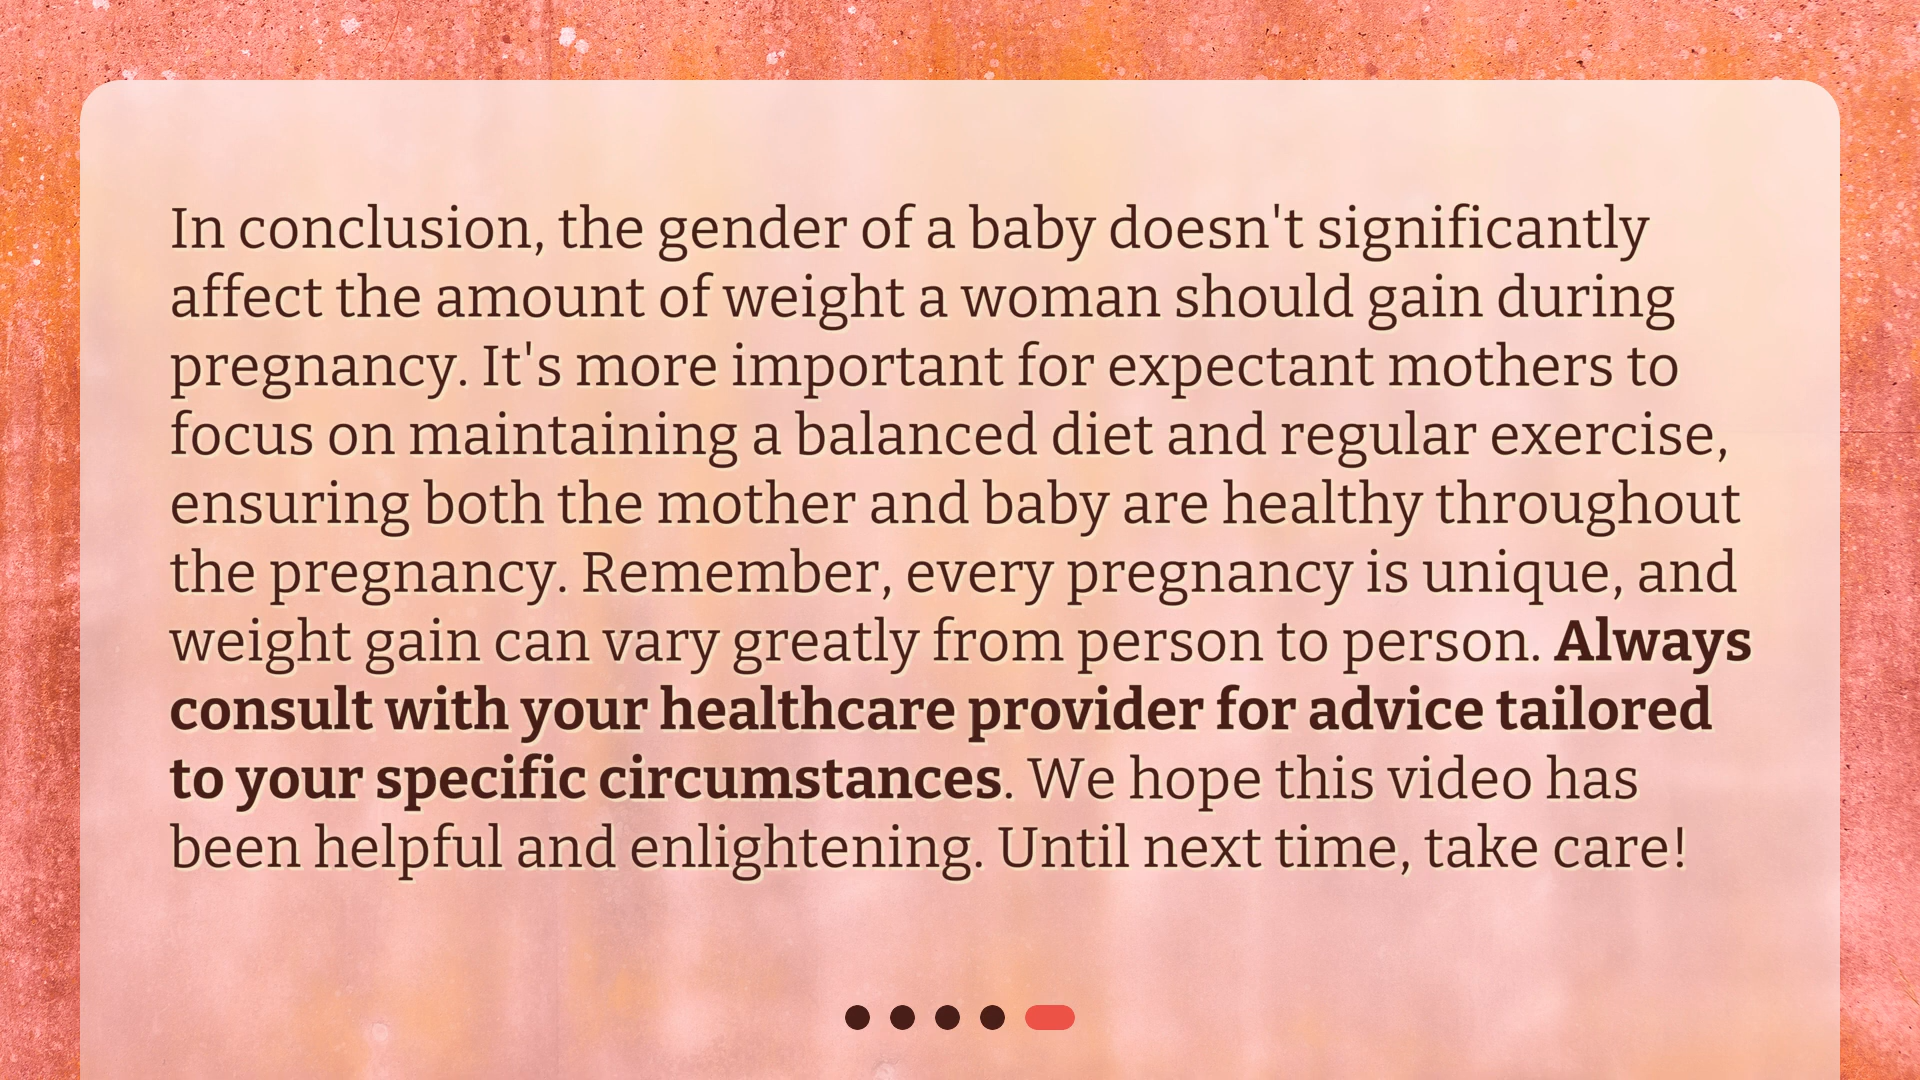 In conclusion, the gender of a baby doesn't significantly
affect the amount of weight a woman should gain during
pregnancy. It's more important for expectant mothers to
focus on maintaining a balanced diet and regular exercise,
ensuring both the mother and baby are healthy throughout
the pregnancy. Remember, every pregnancy is unique, and
weight gain can vary greatly from person to person. Always
consult with your healthcare provider for advice tailored
to your specific circumstances. We hope this video has
been helpful and enlightening. Until next time, take care!